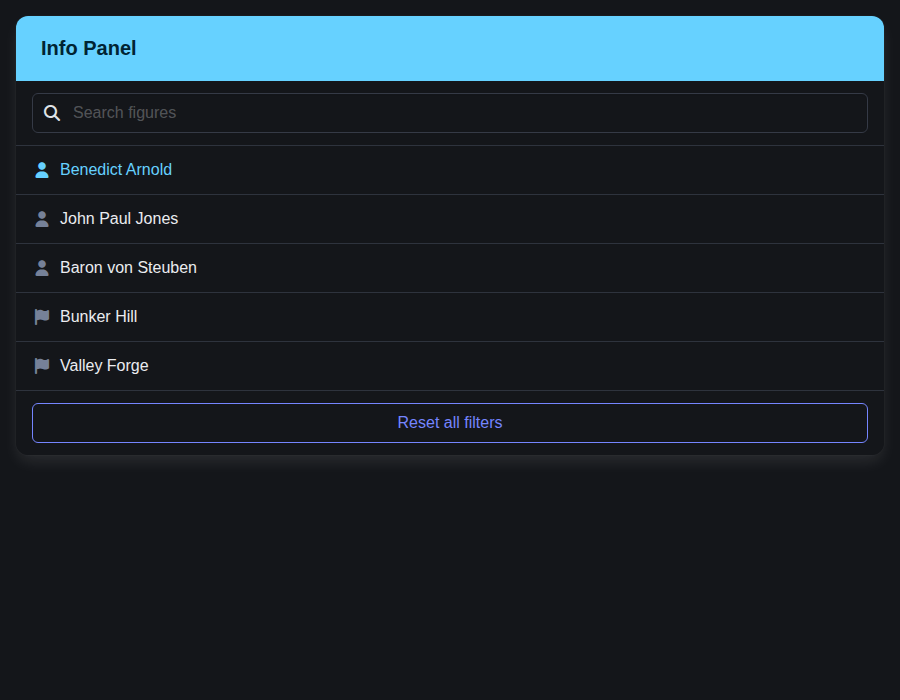 Info Panel
Search figures
Benedict Arnold
John Paul Jones
Baron von Steuben
Bunker Hill
Valley Forge
Reset all filters